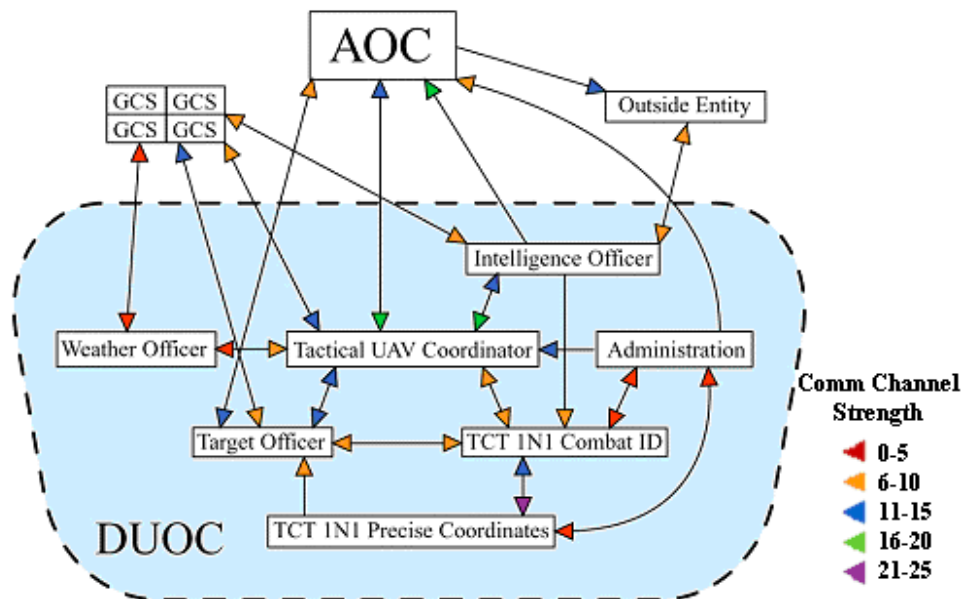 AOC
GCS GCS
GCS GCS
Outside Entity
Intelligence Officer
Weather Officer
Tactical UAV Coordinator
Administration
Target Officer
TCT 1N1 Combat ID
TCT 1N1 Precise Coordinates
DUOC
Comm Channel
Strength
0-5
6-10
11-15
16-20
21-25